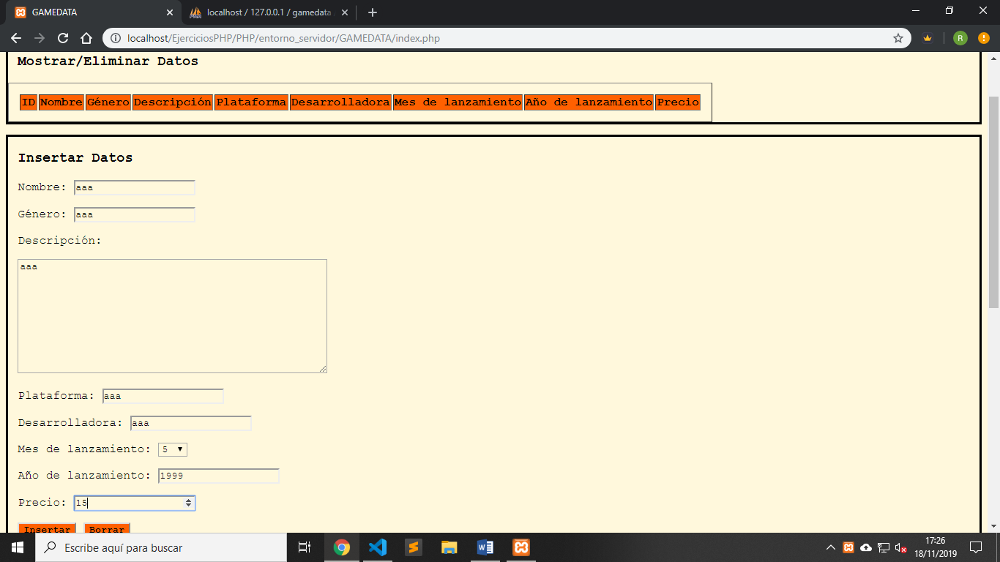 GAMEDATA
localhost / 127.0.0.1 / gamedata
localhost/EjerciciosPHP/PHP/entorno_servidor/GAMEDATA/index.php
R
Mostrar/Eliminar Datos
ID Nombre Género Descripción Plataforma Desarrolladora Mes de lanzamiento Año de lanzamiento Precio
Insertar Datos
Nombre: aaa
Género: aaa
Descripción:
aaa
Plataforma: aaa
Desarrolladora: aaa
Mes de lanzamiento: 5
Año de lanzamiento: 1999
Precio: 15
Insertar Borrar
Escribe aquí para buscar
17:26
18/11/2019